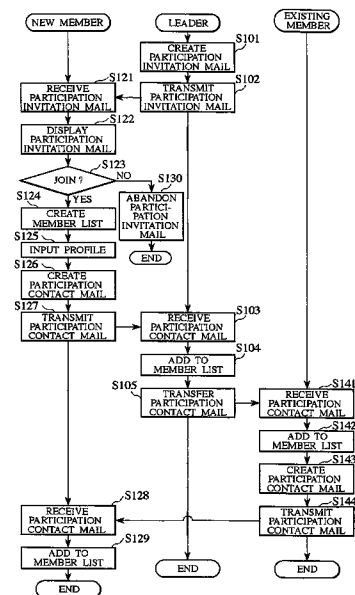 NEW MEMBER
LEADER
EXISTING
MEMBER
S101
CREATE
PARTICIPATION
INVITATION MAIL
S121
S102
RECEIVE
PARTICIPATION
INVITATION MAIL
TRANSMIT
PARTICIPATION
INVITATION MAIL
S122
DISPLAY
PARTICIPATION
INVITATION MAIL
S123
JOIN ?
NO
S130
YES
ABANDON
PARTICI-
PATION
INVITATION
MAIL
END
S124
CREATE
MEMBER LIST
S125
INPUT PROFILE
S126
CREATE
PARTICIPATION
CONTACT MAIL
S127
TRANSMIT
PARTICIPATION
CONTACT MAIL
S103
RECEIVE
PARTICIPATION
CONTACT MAIL
S104
ADD TO
MEMBER LIST
S105
TRANSFER
PARTICIPATION
CONTACT MAIL
S141
RECEIVE
PARTICIPATION
CONTACT MAIL
S142
ADD TO
MEMBER LIST
S143
CREATE
PARTICIPATION
CONTACT MAIL
S144
TRANSMIT
PARTICIPATION
CONTACT MAIL
S128
RECEIVE
PARTICIPATION
CONTACT MAIL
S129
ADD TO
MEMBER LIST
END
END
END